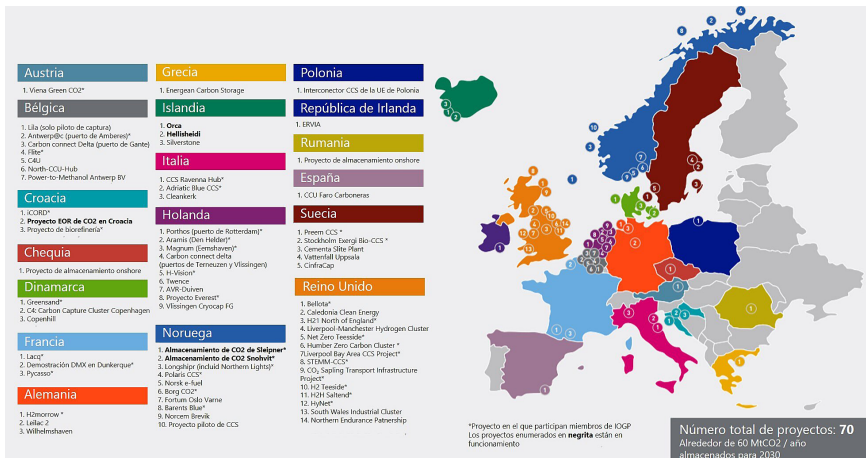 Austria
1. Viena Green CO2*
Bélgica
1. Lila (solo piloto de captura)
2. Antwerp@c (puerto de Amberes)*
3. Carbon connect Delta (puerto de Gante)
4. Flite*
5. C4U
6. North-CCU-Hub
7. Power-to-Methanol Antwerp BV
Croacia
1. iCORD*
2. Proyecto EOR de CO2 en Croacia
3. Proyecto de biorefinería*
Chequia
1. Proyecto de almacenamiento onshore
Dinamarca
1. Greensand*
2. C4: Carbon Capture Cluster Copenhagen
3. Copenhill
Francia
1. Lacq*
2. Demostración DMX en Dunkerque*
3. Pycasso*
Alemania
1. H2morrow *
2. Leilac 2
3. Wilhelmshaven
Grecia
1. Energean Carbon Storage
Islandia
1. Orca
2. Hellisheidi
3. Silverstone
Italia
1. CCS Ravenna Hub*
2. Adriatic Blue CCS*
3. Cleankerk
Holanda
1. Porthos (puerto de Rotterdam)*
2. Aramis (Den Helder)*
3. Magnum (Eemshaven)*
4. Carbon connect delta
(puertos de Terneuzen y Vlissingen)
5. H-Vision*
6. Twence
7. AVR-Duiven
8. Proyecto Everest*
9. Vlissingen Cryocap FG
Noruega
1. Almacenamiento de CO2 de Sleipner*
2. Almacenamiento de CO2 Snohvit*
3. Longshipr (incluid Northern Lights)*
4. Polaris CCS*
5. Norsk e-fuel
6. Borg CO2*
7. Fortum Oslo Varne
8. Barents Blue*
9. Norcem Brevik
10. Proyecto piloto de CCS
Polonia
1. Interconector CCS de la UE de Polonia
República de Irlanda
1. ERVIA
Rumania
1. Proyecto de almacenamiento onshore
España
1. CCU Faro Carboneras
Suecia
1. Preem CCS *
2. Stockholm Exergi Bio-CCS *
3. Cementa Slite Plant
4. Vattenfall Uppsala
5. CinfraCap
Reino Unido
1. Bellota*
2. Caledonia Clean Energy
3. H21 North of England*
4. Liverpool-Manchester Hydrogen Cluster
5. Net Zero Teesside*
6. Humber Zero Carbon Cluster *
7Liverpool Bay Area CCS Project*
8. STEMM-CCS*
9. CO₂ Sapling Transport Infrastructure
Project*
10. H2 Teeside*
11. H2H Saltend*
12. HyNet*
13. South Wales Industrial Cluster
14. Northern Endurance Patnership
*Proyecto en el que participan miembros de IOGP
Los proyectos enumerados en negrita están en
funcionamiento
Número total de proyectos: 70
Alrededor de 60 MtCO2 / año
almacenados para 2030